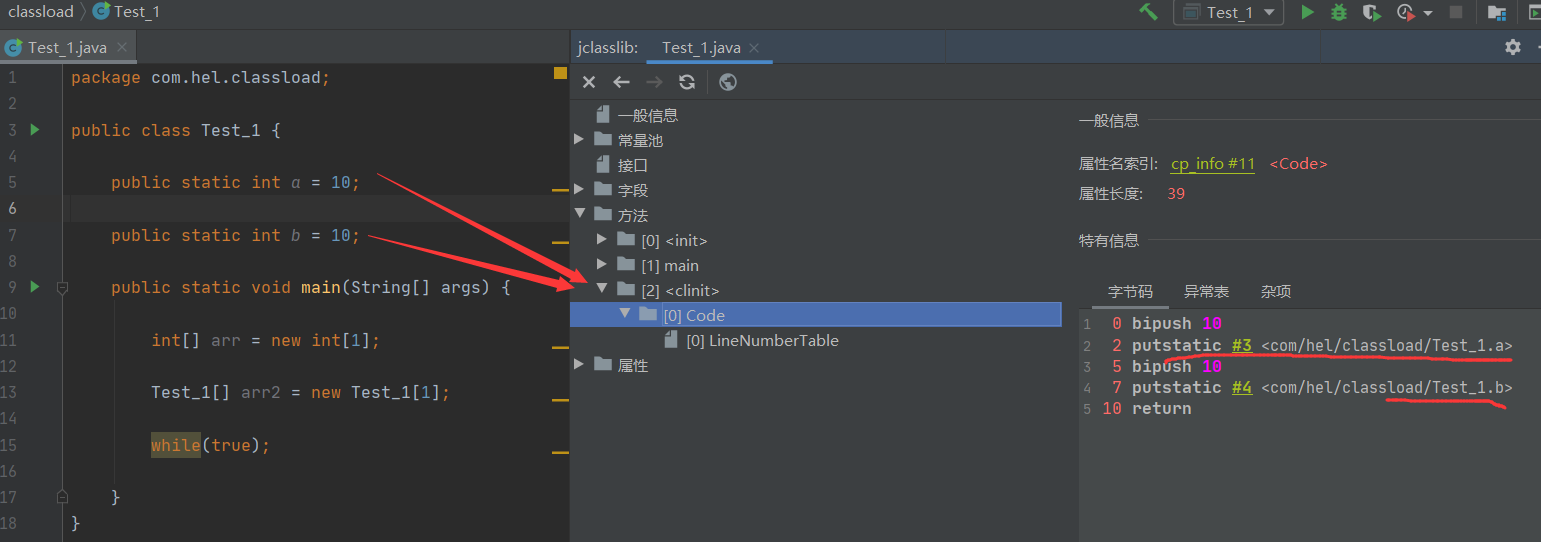 classload 〉 Test_1
Test_1
Test_1.java
jclasslib:
Test_1.java
1 package com.hel.classload;
2
3 public class Test_1 {
4
5 public static int a = 10;
6
7 public static int b = 10;
8
9 public static void main(String[] args) {
10
11 int[] arr = new int[1];
12
13 Test_1[] arr2 = new Test_1[1];
14
15 while(true);
16
17 }
18 }
一般信息
常量池
接口
字段
方法
[0] <init>
[1] main
[2] <clinit>
[0] Code
[0] LineNumberTable
属性
一般信息
属性名索引: cp_info #11 <Code>
属性长度: 39
特有信息
字节码 异常表 杂项
1 0 bipush 10
2 2 putstatic #3 <com/hel/classload/Test_1.a>
3 5 bipush 10
4 7 putstatic #4 <com/hel/classload/Test_1.b>
5 10 return